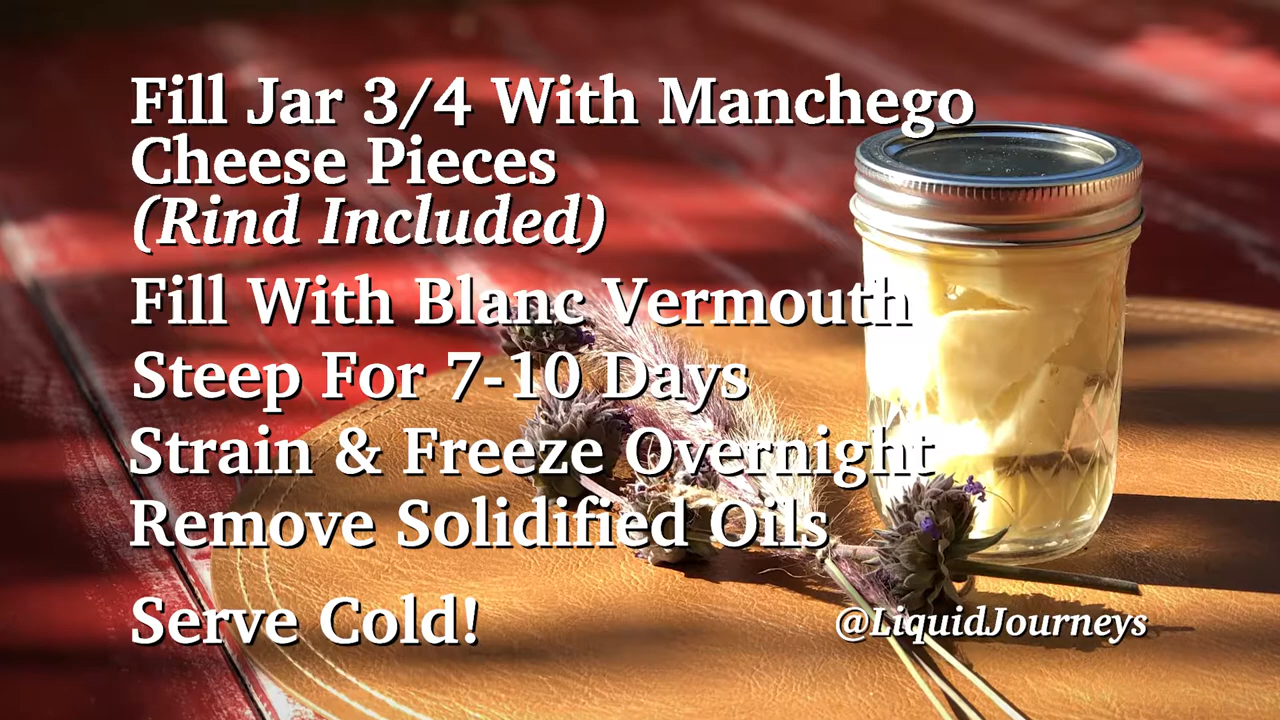 Fill Jar 3/4 With Manchego
Cheese Pieces
(Rind Included)
Fill With Blanc Vermouth
Steep For 7-10 Days
Strain & Freeze Overnight
Remove Solidified Oils
Serve Cold!
@LiquidJourneys